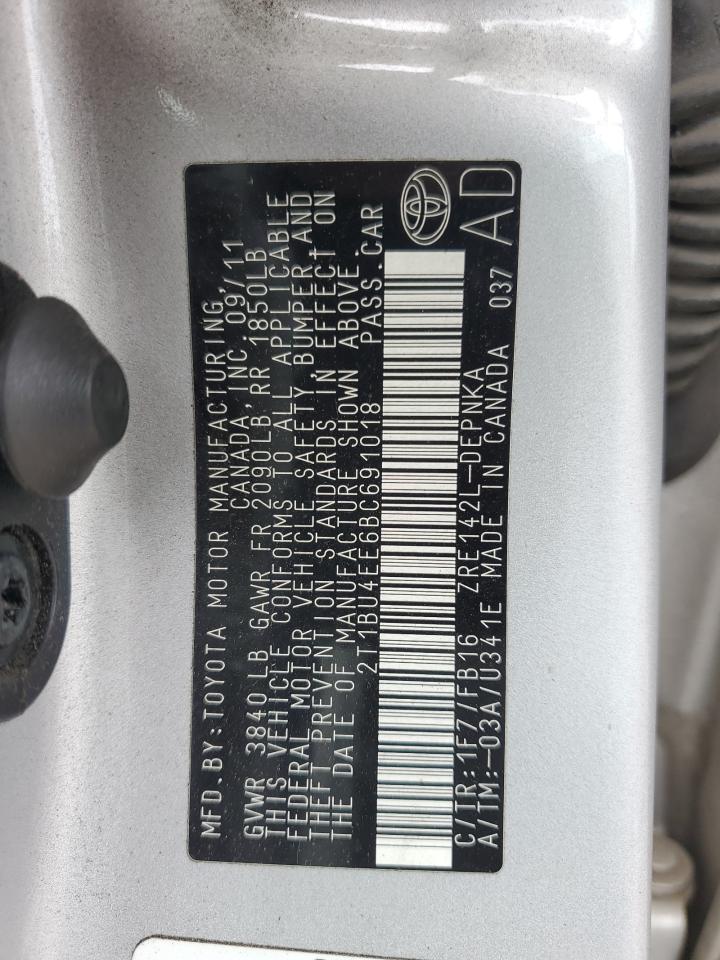 MFD.BY:TOYOTA MOTOR MANUFACTURING,
CANADA, INC.09/11
GVWR 3840LB GAWR FR 2090LB, RR 1850LB
THIS VEHICLE CONFORMS TO ALL APPLICABLE
FEDERAL MOTOR VEHICLE SAFETY, BUMPER,AND
THEFT PREVENTION STANDARDS IN EFFECT ON
THE DATE OF MANUFACTURE SHOWN ABOVE.
2T1BU4EE6BC691018 PASS.CAR
C/TR:1F7/FB16 ZRE142L-DEPNKA
A/TM:-03A/U341E MADE IN CANADA 037 AD